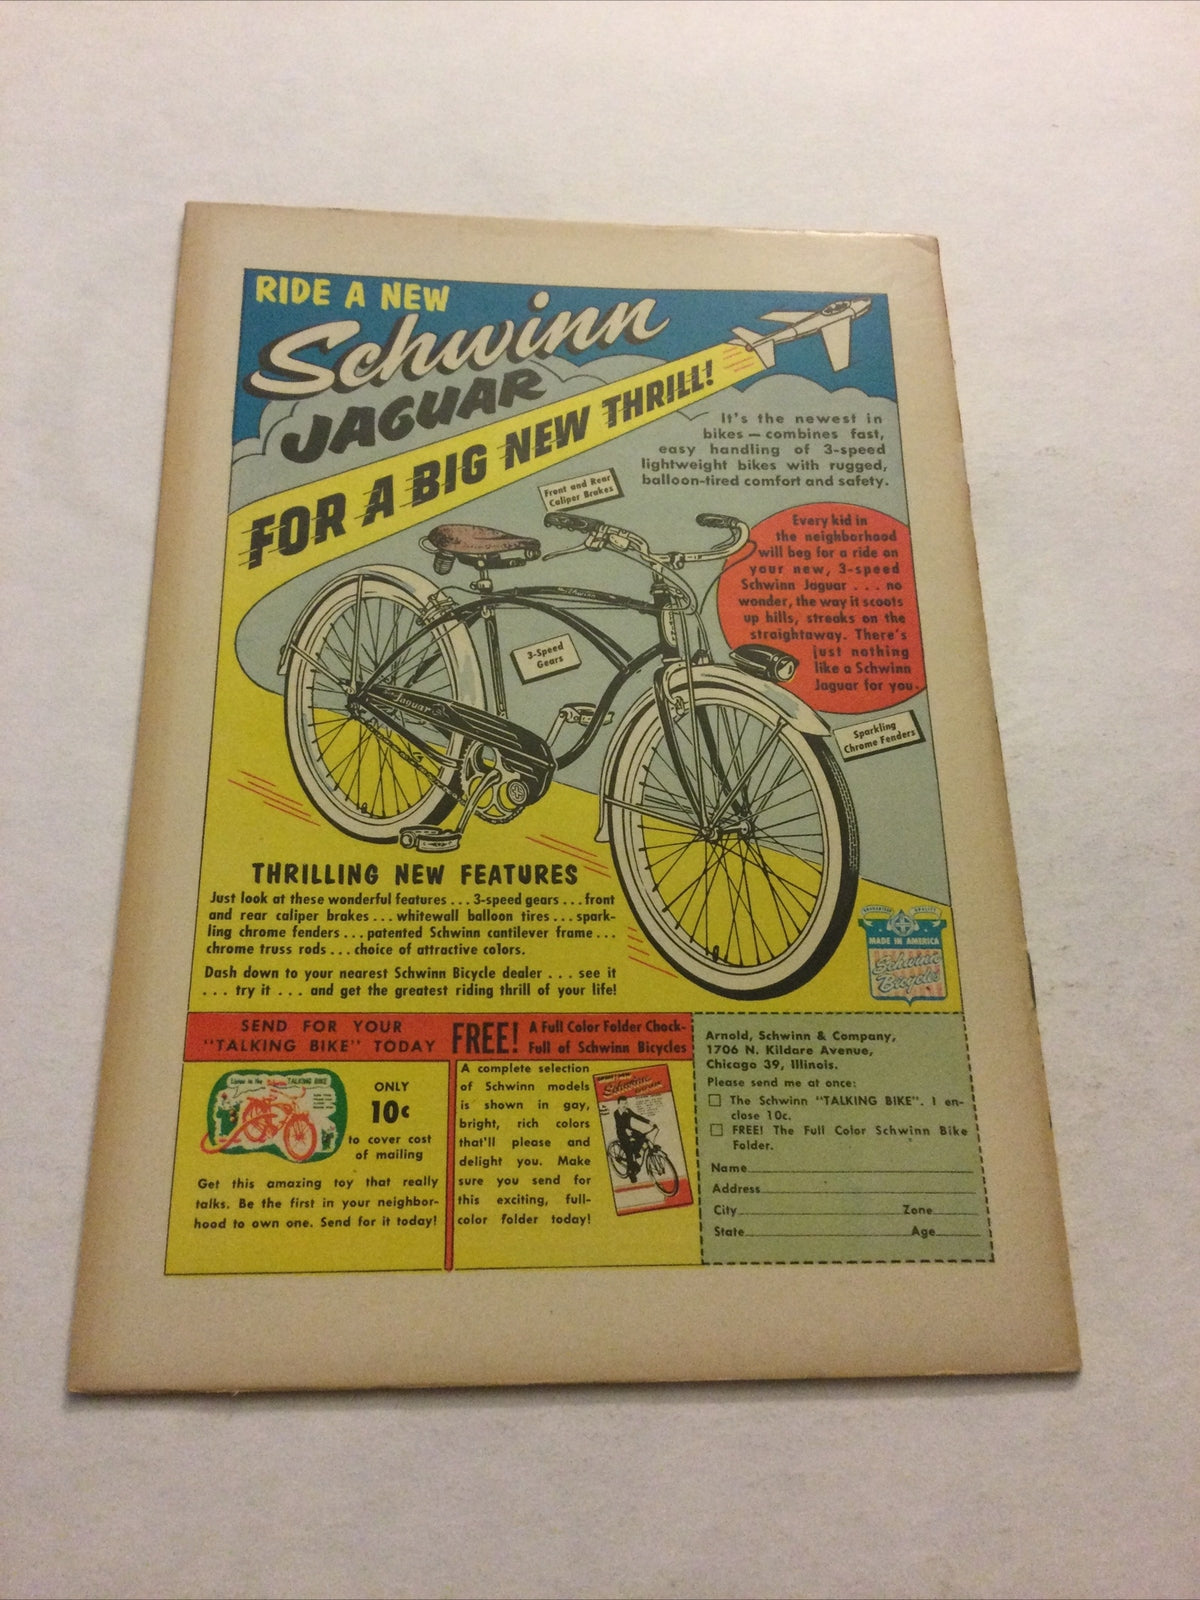 RIDE A NEW
Schwinn
JAGUAR
FOR A BIG NEW THRILL!
It's the newest in
bikes — combines fast,
easy handling of 3-speed
lightweight bikes with rugged,
balloon-tired comfort and safety.
Front and Rear
Caliper Brakes
Every kid in
the neighborhood
will beg for a ride on
your new, 3-speed
Schwinn Jaguar . . . no
wonder, the way it scoots
up hills, streaks on the
straightaway. There's
just nothing
like a Schwinn
Jaguar for you.
Schwinn
3-Speed
Gears
Jaguar
Sparkling
Chrome Fenders
THRILLING NEW FEATURES
Just look at these wonderful features . . . 3-speed gears . . . front
and rear caliper brakes . . . whitewall balloon tires . . . spark-
ling chrome fenders . . . patented Schwinn cantilever frame . . .
chrome truss rods . . . choice of attractive colors.
Dash down to your nearest Schwinn Bicycle dealer . . . see it
. . . try it . . . and get the greatest riding thrill of your life!
MADE IN AMERICA
Schwinn
Bicycles
SEND FOR YOUR
"TALKING BIKE" TODAY
TALKING BIKE
ONLY
10¢
to cover cost
of mailing
Get this amazing toy that really
talks. Be the first in your neighbor-
hood to own one. Send for it today!
FREE! A Full Color Folder Chock-
Full of Schwinn Bicycles
A complete selection
of Schwinn models
is shown in gay,
bright, rich colors
that'll please and
delight you. Make
sure you send for
this exciting, full-
color folder today!
Schwinn
Arnold, Schwinn & Company,
1706 N. Kildare Avenue,
Chicago 39, Illinois.
Please send me at once:
☐ The Schwinn "TALKING BIKE". I en-
close 10c.
☐ FREE! The Full Color Schwinn Bike
Folder.
Name
Address
City Zone
State Age